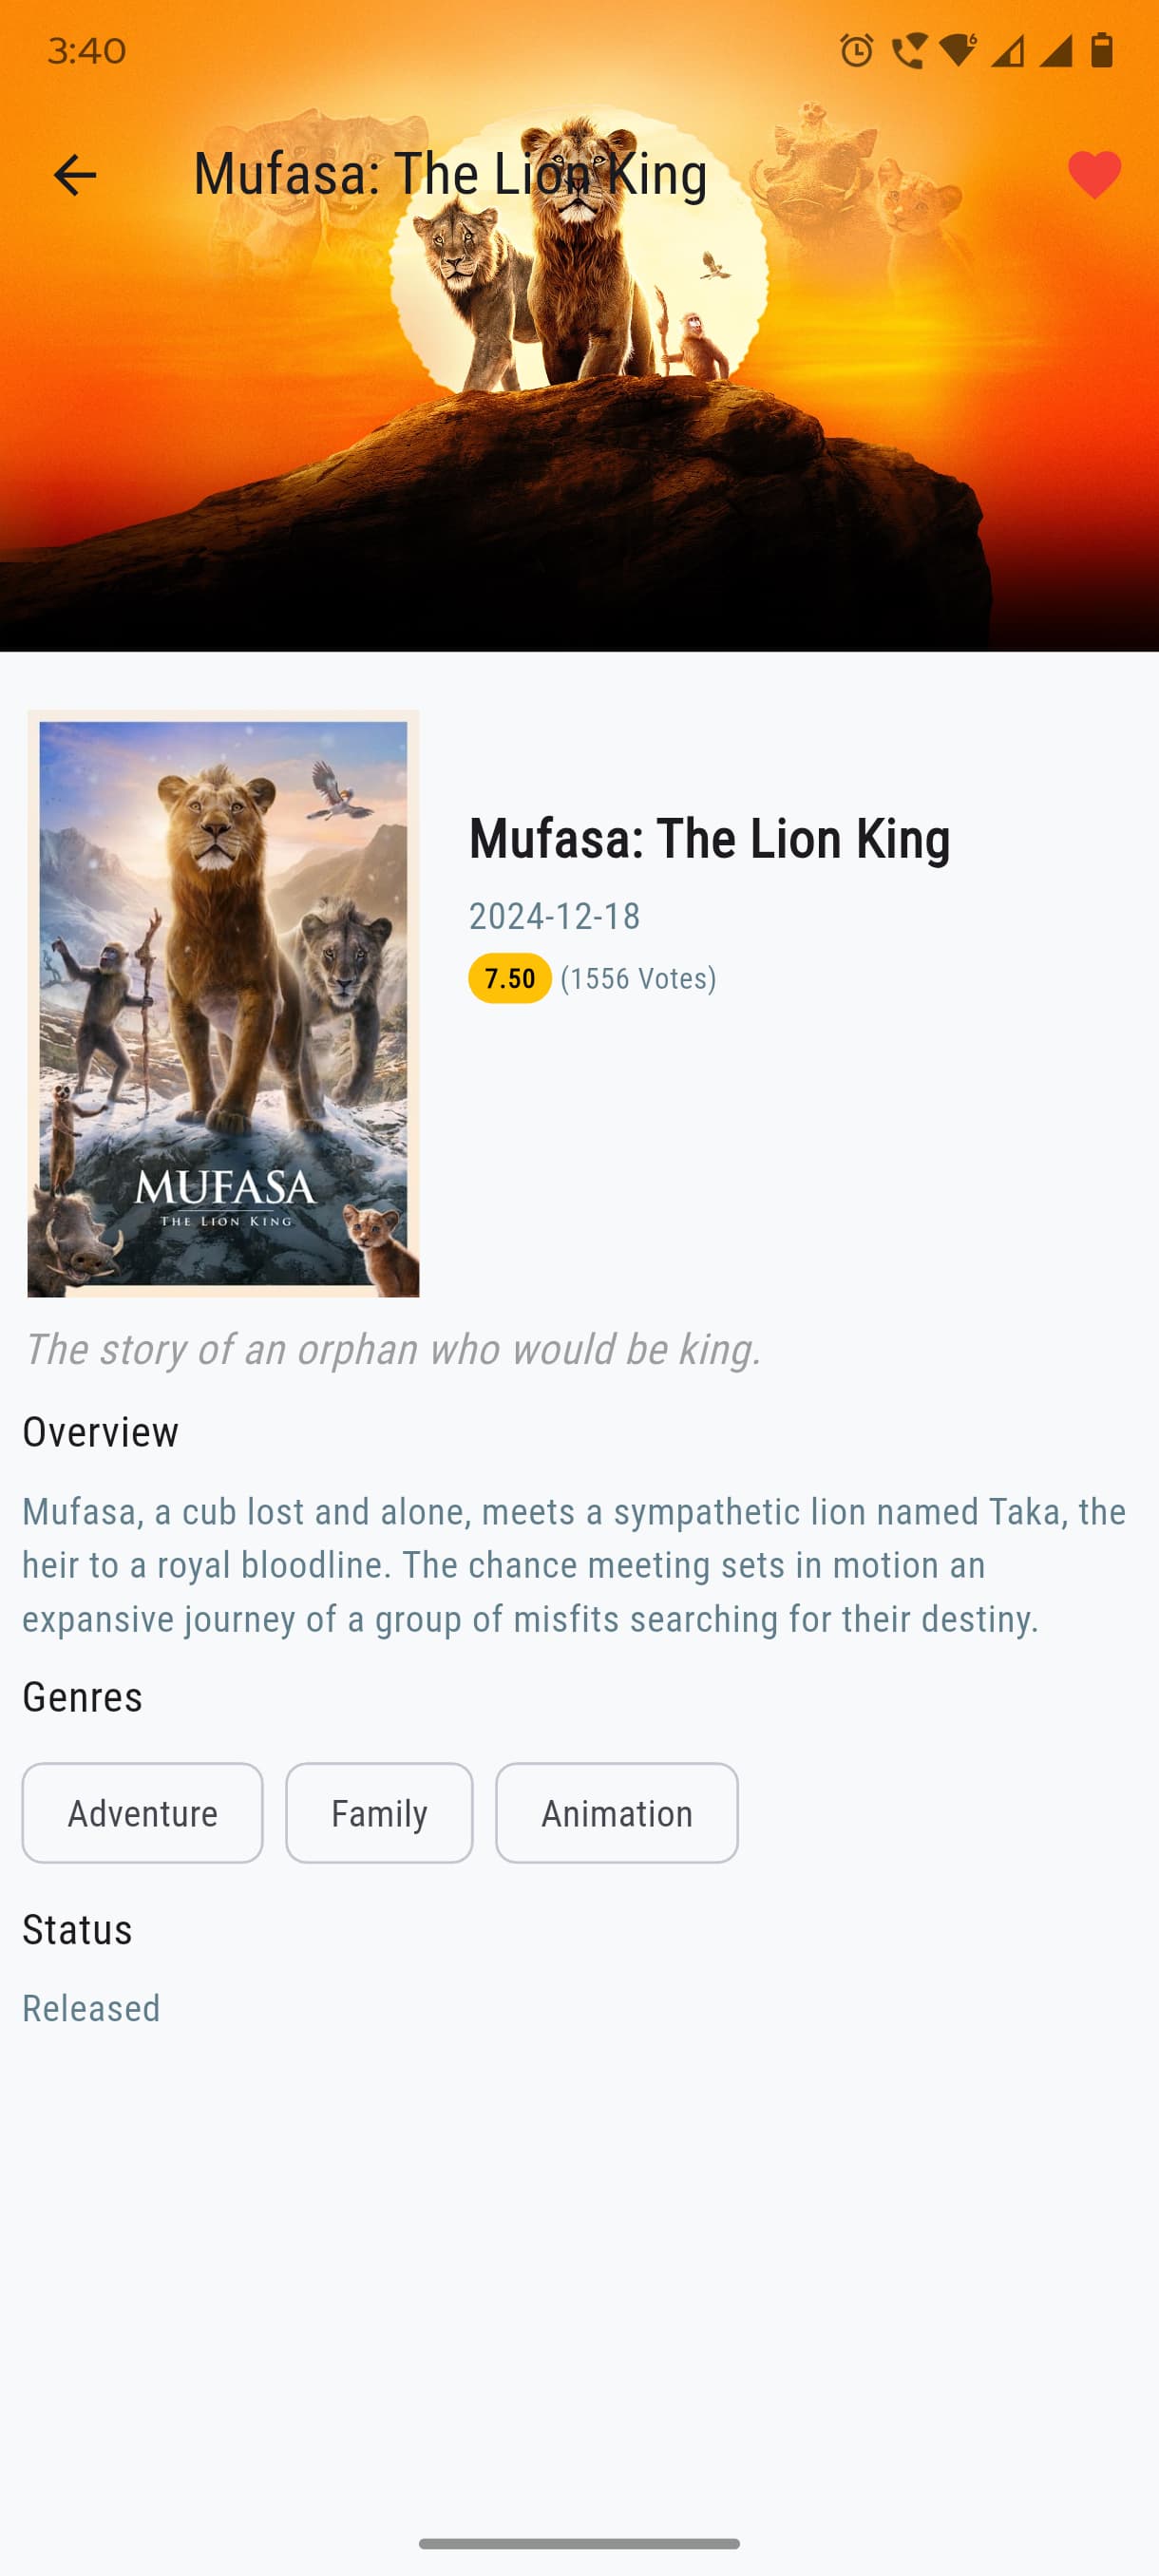 3:40
6
Mufasa: The Lion King
MUFASA
THE LION KING
Mufasa: The Lion King
2024-12-18
7.50 (1556 Votes)
The story of an orphan who would be king.
Overview
Mufasa, a cub lost and alone, meets a sympathetic lion named Taka, the
heir to a royal bloodline. The chance meeting sets in motion an
expansive journey of a group of misfits searching for their destiny.
Genres
Adventure Family Animation
Status
Released